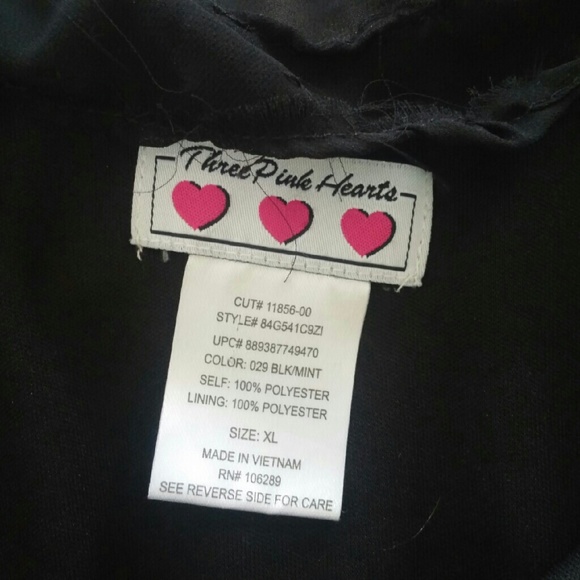 Three Pink Hearts
CUT# 11856-00
STYLE# 84G541C9ZI
UPC# 889387749470
COLOR: 029 BLK/MINT
SELF: 100% POLYESTER
LINING: 100% POLYESTER
SIZE: XL
MADE IN VIETNAM
RN# 106289
SEE REVERSE SIDE FOR CARE